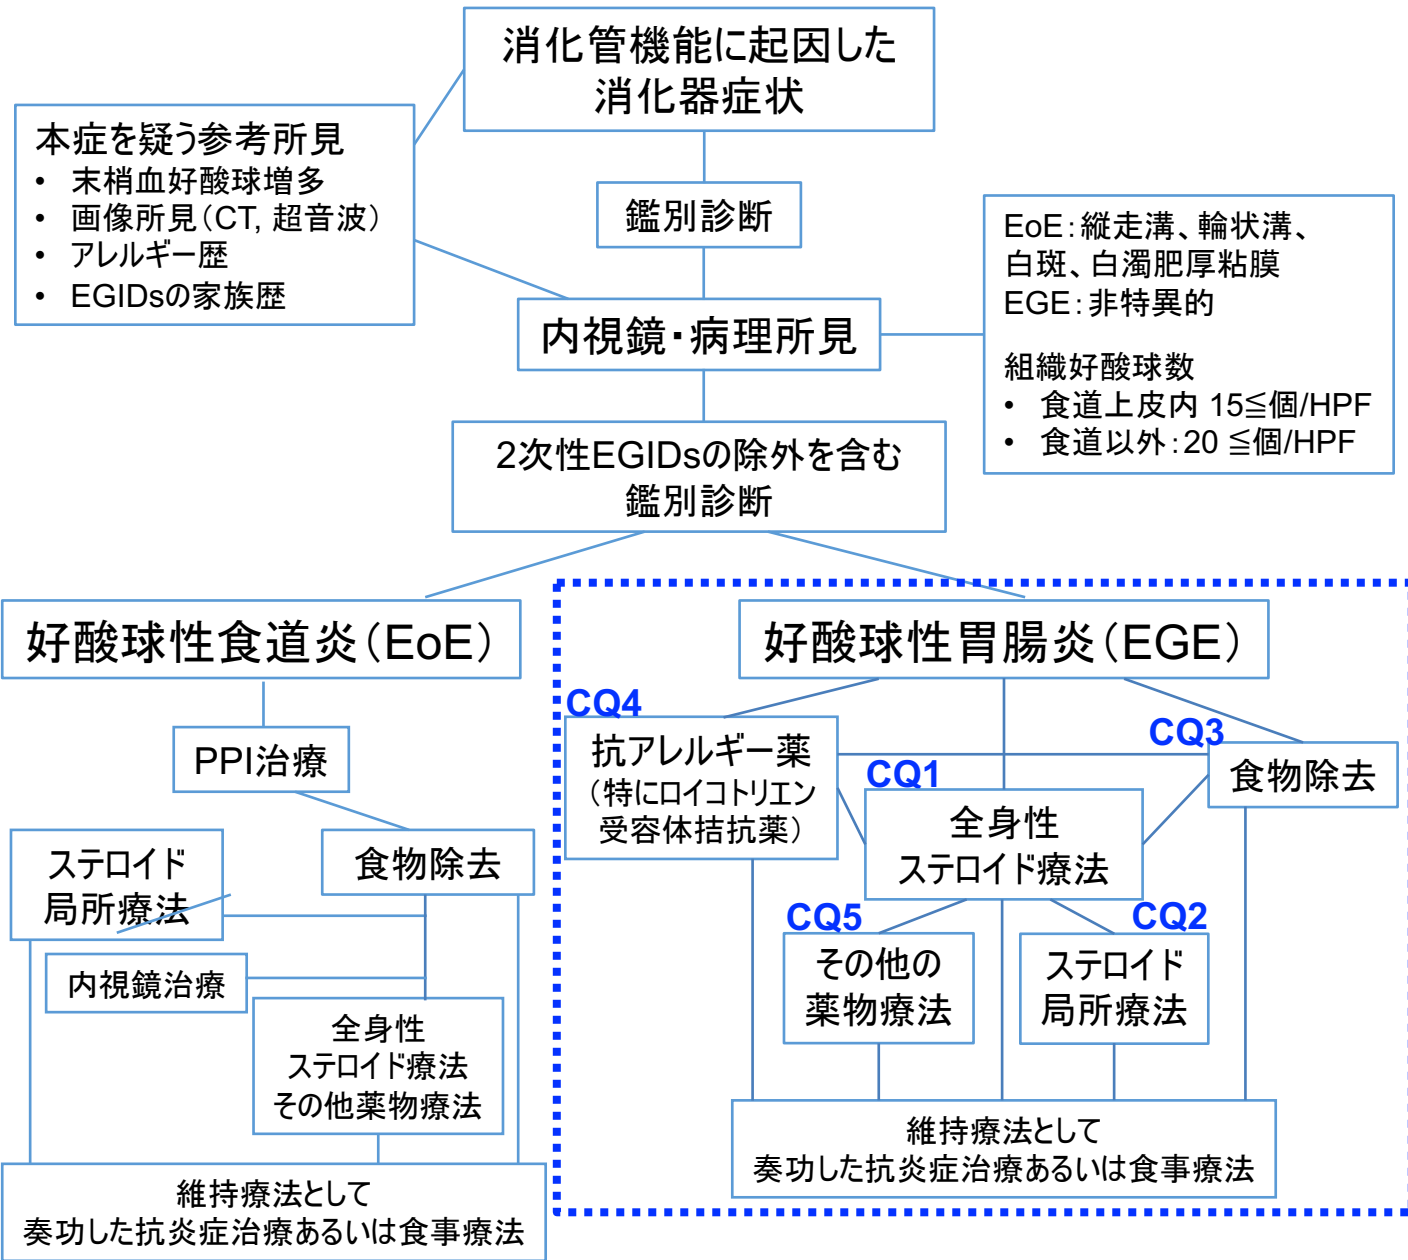 消化管機能に起因した
消化器症状
本症を疑う参考所見
• 末梢血好酸球増多
• 画像所見（CT, 超音波）
• アレルギー歴
• EGIDsの家族歴
鑑別診断
EoE：縦走溝、輪状溝、
白斑、白濁肥厚粘膜
EGE：非特異的
組織好酸球数
• 食道上皮内 15≦個/HPF
• 食道以外：20 ≦個/HPF
内視鏡・病理所見
2次性EGIDsの除外を含む
鑑別診断
好酸球性食道炎（EoE）
PPI治療
ステロイド
局所療法
食物除去
内視鏡治療
全身性
ステロイド療法
その他薬物療法
維持療法として
奏功した抗炎症治療あるいは食事療法
好酸球性胃腸炎（EGE）
CQ4
抗アレルギー薬
（特にロイコトリエン
受容体拮抗薬）
CQ3
食物除去
CQ1
全身性
ステロイド療法
CQ5
その他の
薬物療法
CQ2
ステロイド
局所療法
維持療法として
奏功した抗炎症治療あるいは食事療法